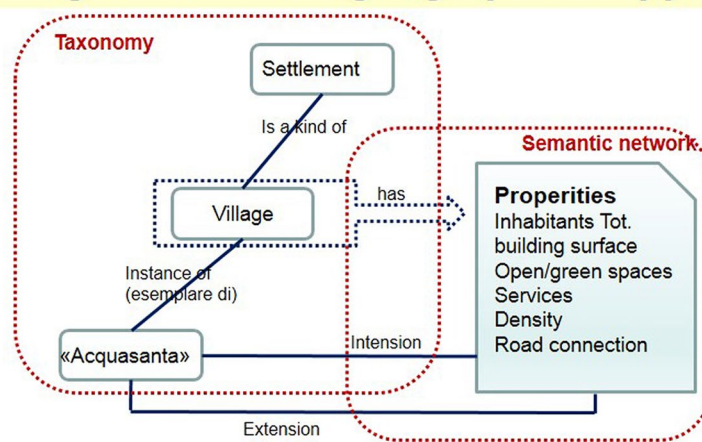 Taxonomy
Settlement
Is a kind of
Semantic network.
has
Village
Properities
Inhabitants Tot.
building surface
Open/green spaces
Services
Density
Road connection
Instance of
(esemplare di)
«Acquasanta»
Intension
Extension